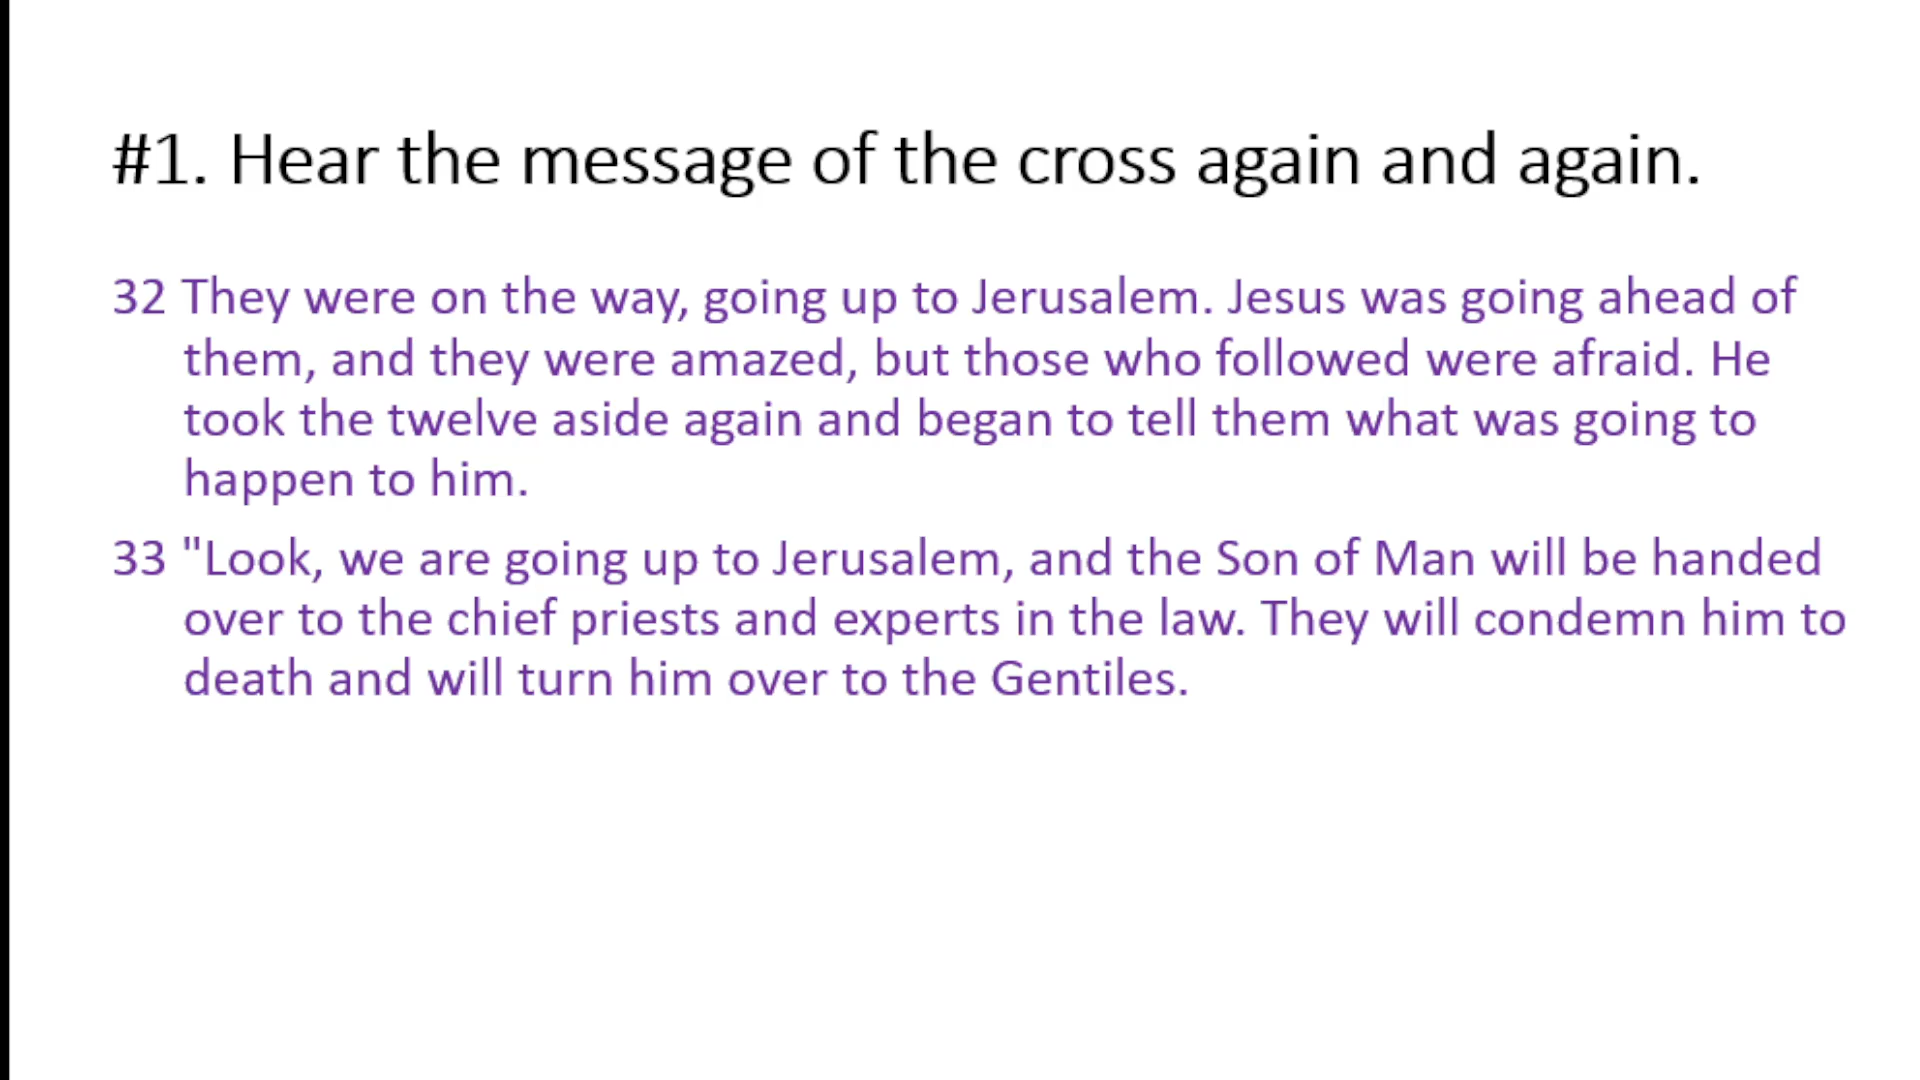 #1. Hear the message of the cross again and again.
32 They were on the way, going up to Jerusalem. Jesus was going ahead of
them, and they were amazed, but those who followed were afraid. He
took the twelve aside again and began to tell them what was going to
happen to him.
33 "Look, we are going up to Jerusalem, and the Son of Man will be handed
over to the chief priests and experts in the law. They will condemn him to
death and will turn him over to the Gentiles.